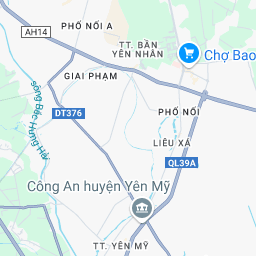 PHỐ NỐI A
AH14
TT. BẦN
YÊN NHÂN
Chợ Bao
GIAI PHẠM
ĐT376
PHỐ NỐI
sông Bắc Hưng Hải
LIÊU XÁ
QL39A
Công An huyện Yên Mỹ
TT. YÊN MỸ